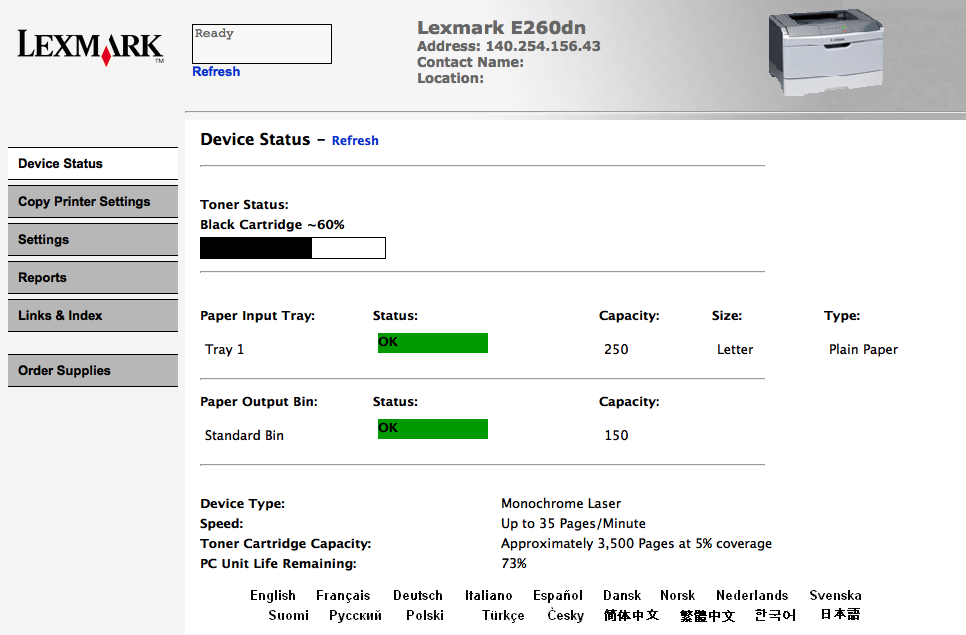 LEXMARK TM
Ready
Refresh
Lexmark E260dn
Address: 140.254.156.43
Contact Name:
Location:
Device Status – Refresh
Device Status
Copy Printer Settings
Settings
Reports
Links & Index
Order Supplies
Toner Status:
Black Cartridge ~60%
Paper Input Tray: Status: Capacity: Size: Type:
Tray 1 OK 250 Letter Plain Paper
Paper Output Bin: Status: Capacity:
Standard Bin OK 150
Device Type: Monochrome Laser
Speed: Up to 35 Pages/Minute
Toner Cartridge Capacity: Approximately 3,500 Pages at 5% coverage
PC Unit Life Remaining: 73%
English Français Deutsch Italiano Español Dansk Norsk Nederlands Svenska
Suomi Русский Polski Türkçe Česky 简体中文 繁體中文 한국어 日本語